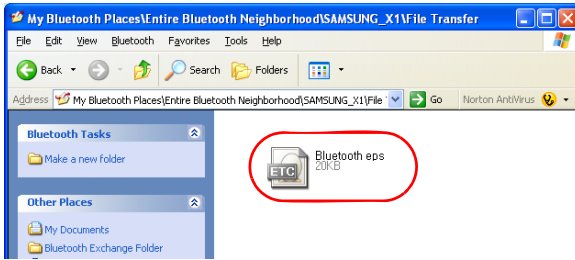 My Bluetooth Places\Entire Bluetooth Neighborhood\SAMSUNG_X1\File Transfer
File Edit View Bluetooth Favorites Tools Help
Back Search Folders
Address My Bluetooth Places\Entire Bluetooth Neighborhood\SAMSUNG_X1\File Go Norton AntiVirus
Bluetooth Tasks
Make a new folder
Other Places
My Documents
Bluetooth Exchange Folder
ETC
Bluetooth eps
20KB